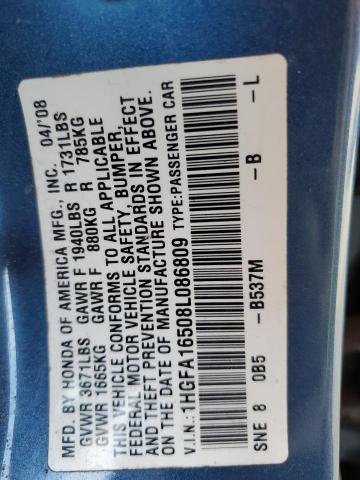 MFD. BY HONDA OF AMERICA MFG., INC. 04/'08
GVWR 3671LBS GAWR F 1940LBS R 1731LBS
GVWR 1665KG GAWR F 880KG R 785KG
THIS VEHICLE CONFORMS TO ALL APPLICABLE
FEDERAL MOTOR VEHICLE SAFETY, BUMPER,
AND THEFT PREVENTION STANDARDS IN EFFECT
ON THE DATE OF MANUFACTURE SHOWN ABOVE.
V.I.N.: 1HGFA16508L086809 TYPE:PASSENGER CAR
SNE 8 0B5 -B537M -B -L